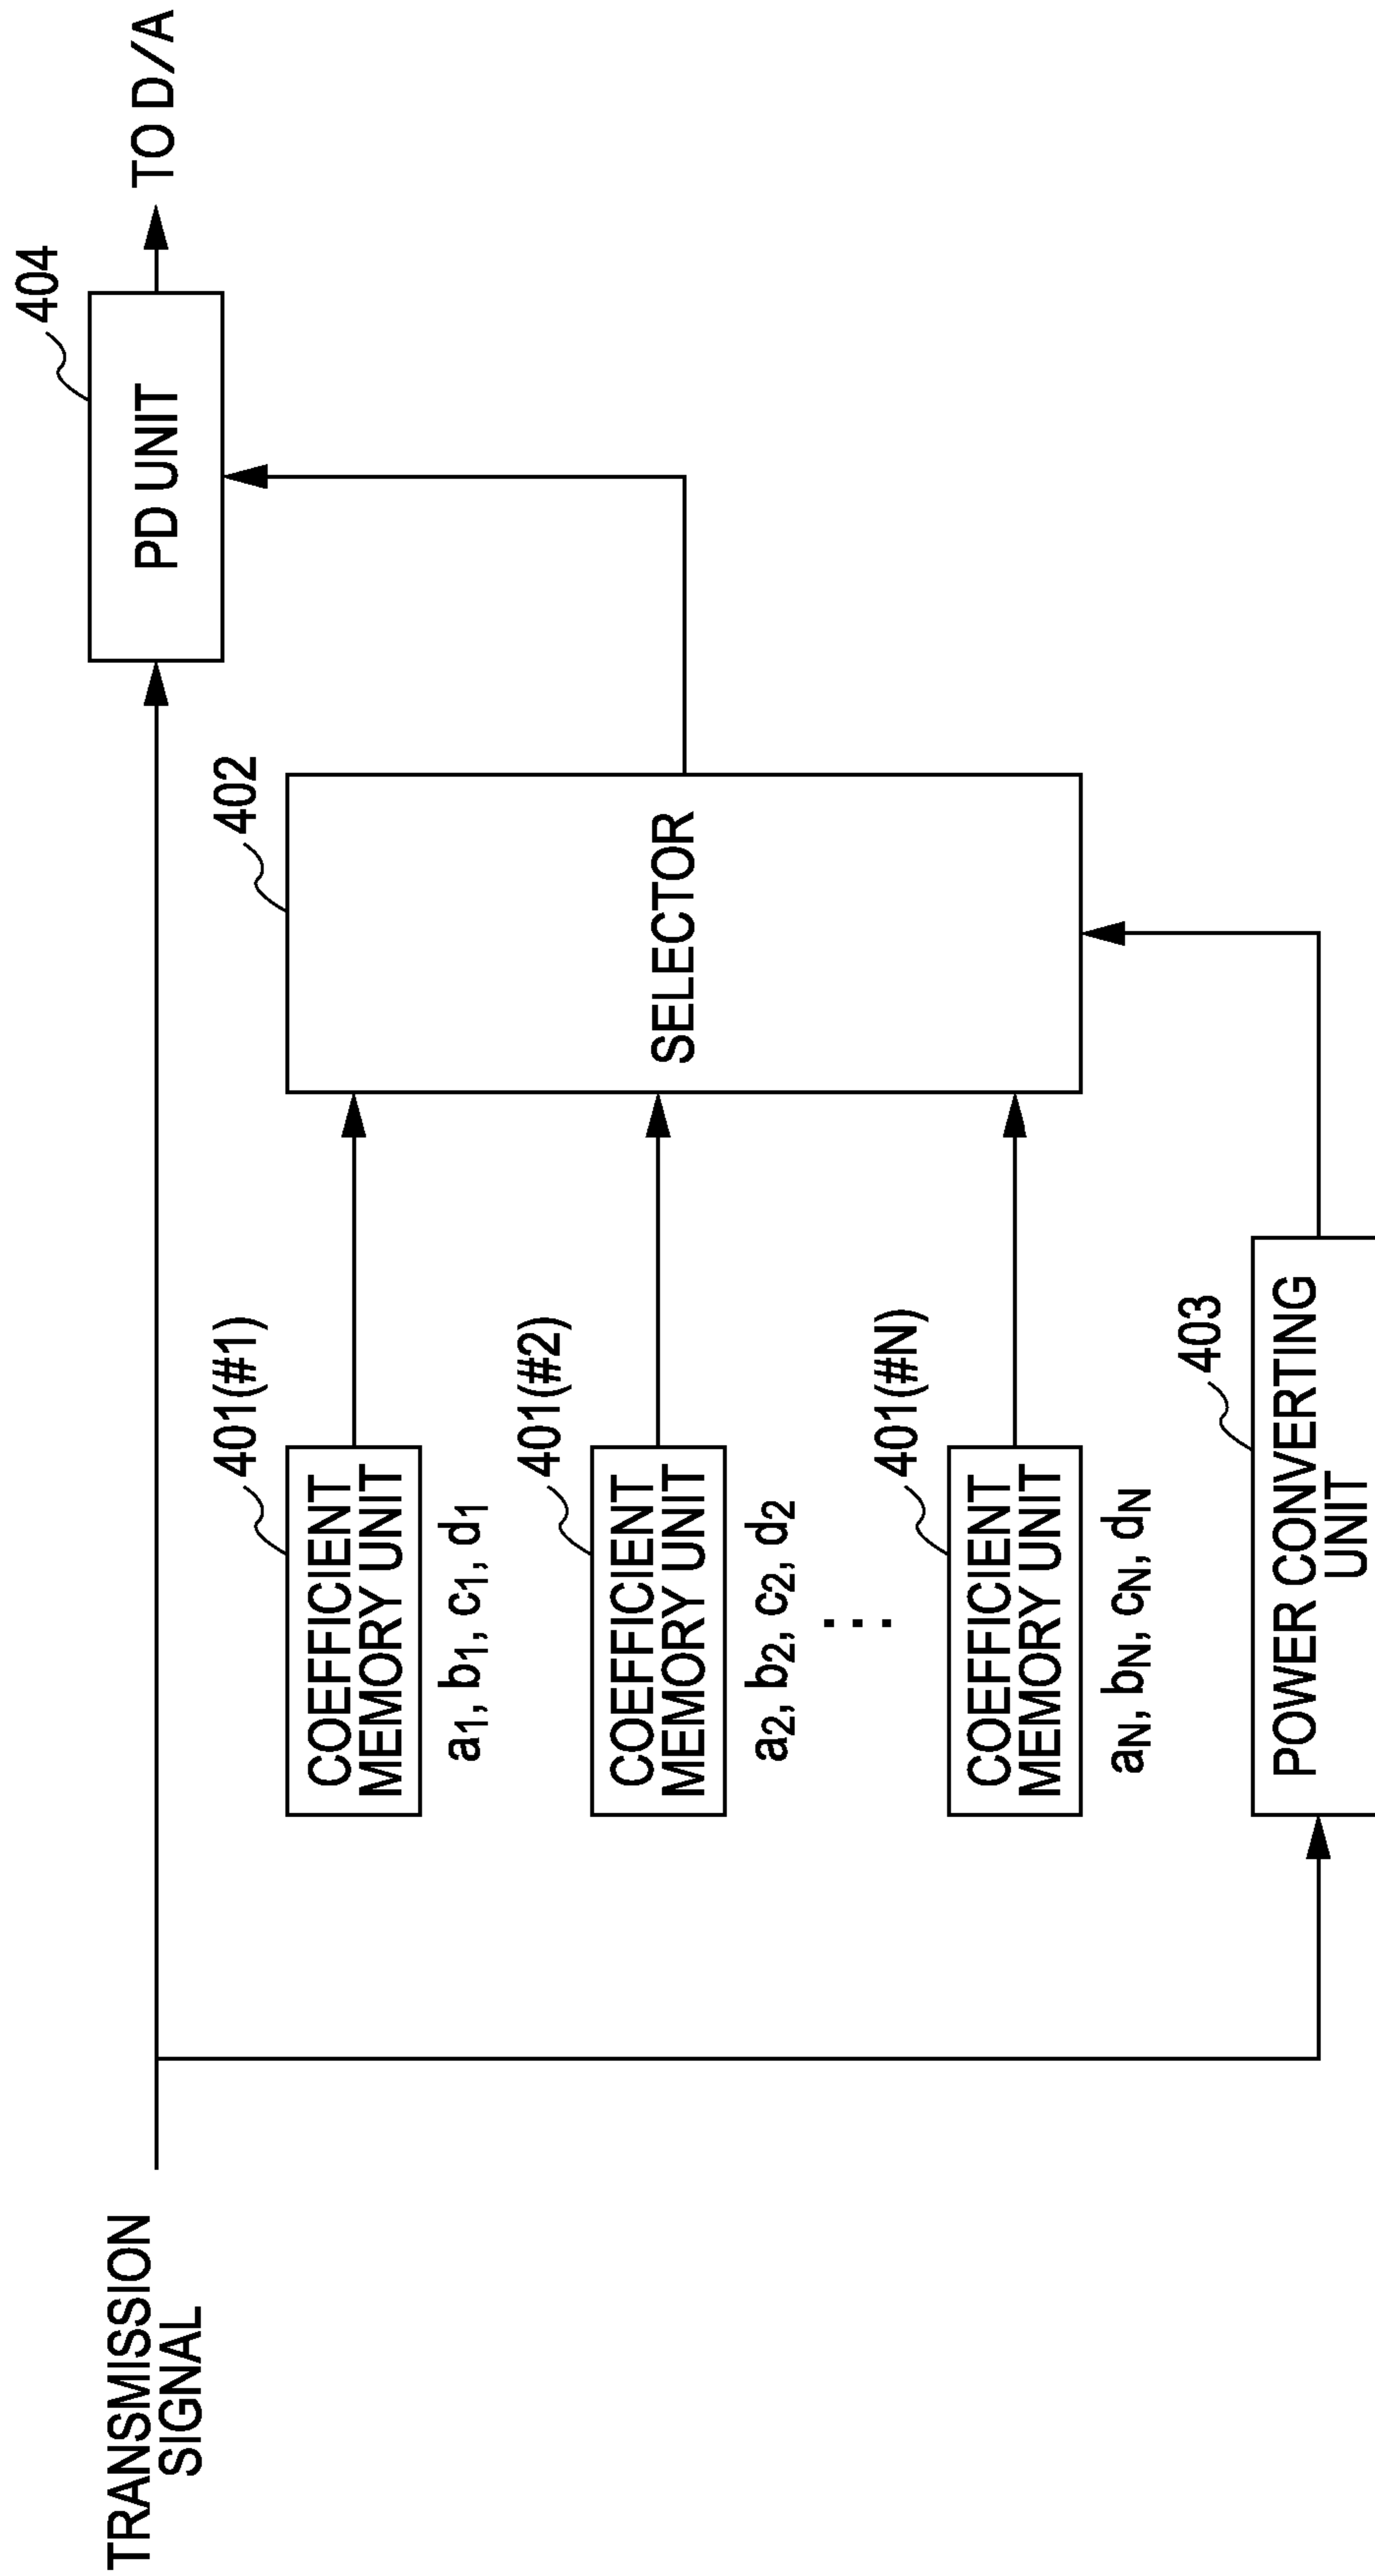 TRANSMISSION
SIGNAL
404
PD UNIT
TO D/A
401(#1)
COEFFICIENT
MEMORY UNIT
a1, b1, c1, d1
401(#2)
COEFFICIENT
MEMORY UNIT
a2, b2, c2, d2
⋮
401(#N)
COEFFICIENT
MEMORY UNIT
aN, bN, cN, dN
402
SELECTOR
403
POWER CONVERTING
UNIT